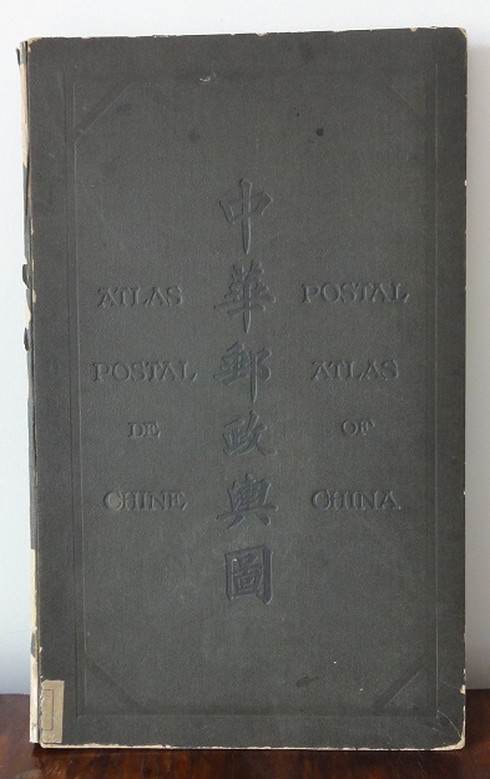 ATLAS
POSTAL
DE
CHINE
中華郵政輿圖
POSTAL
ATLAS
OF
CHINA